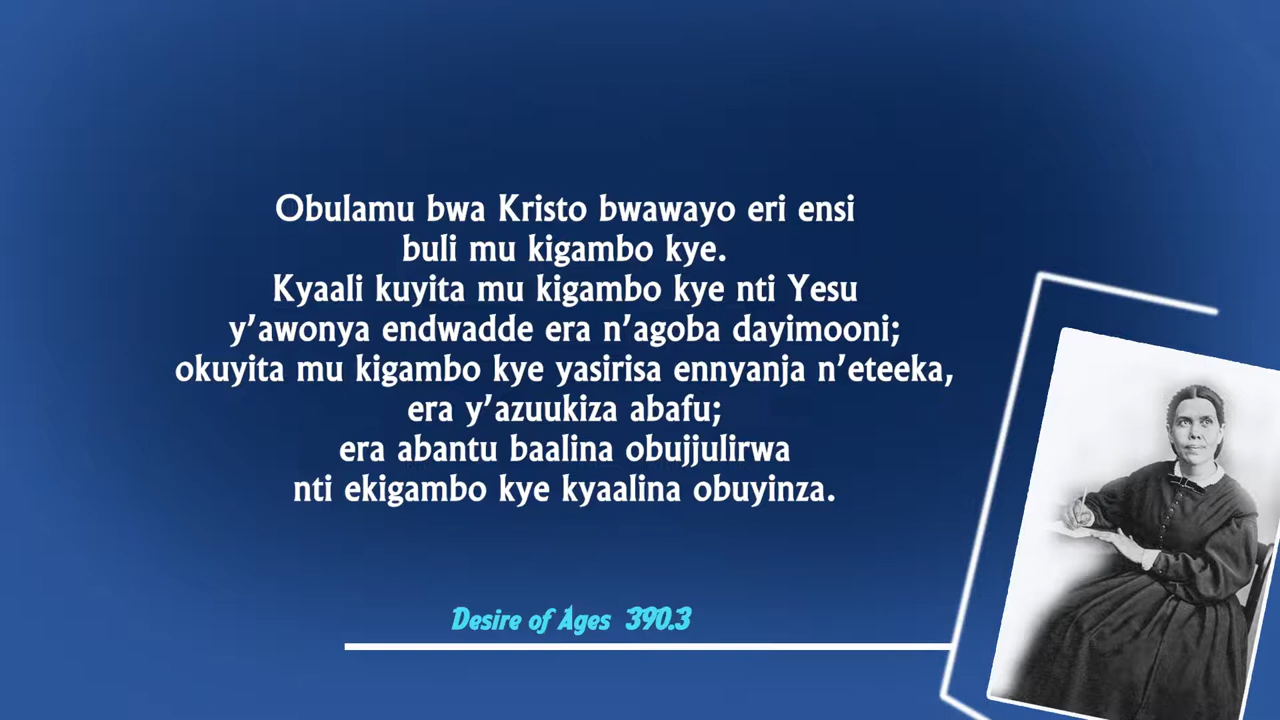 Obulamu bwa Kristo bwawayo eri ensi
buli mu kigambo kye.
Kyaali kuyita mu kigambo kye nti Yesu
y’awonya endwadde era n’agoba dayimooni;
okuyita mu kigambo kye yasirisa ennyanja n’eteeka,
era y’azuukiza abafu;
era abantu baalina obujjulirwa
nti ekigambo kye kyaalina obuyinza.
Desire of Ages 390.3